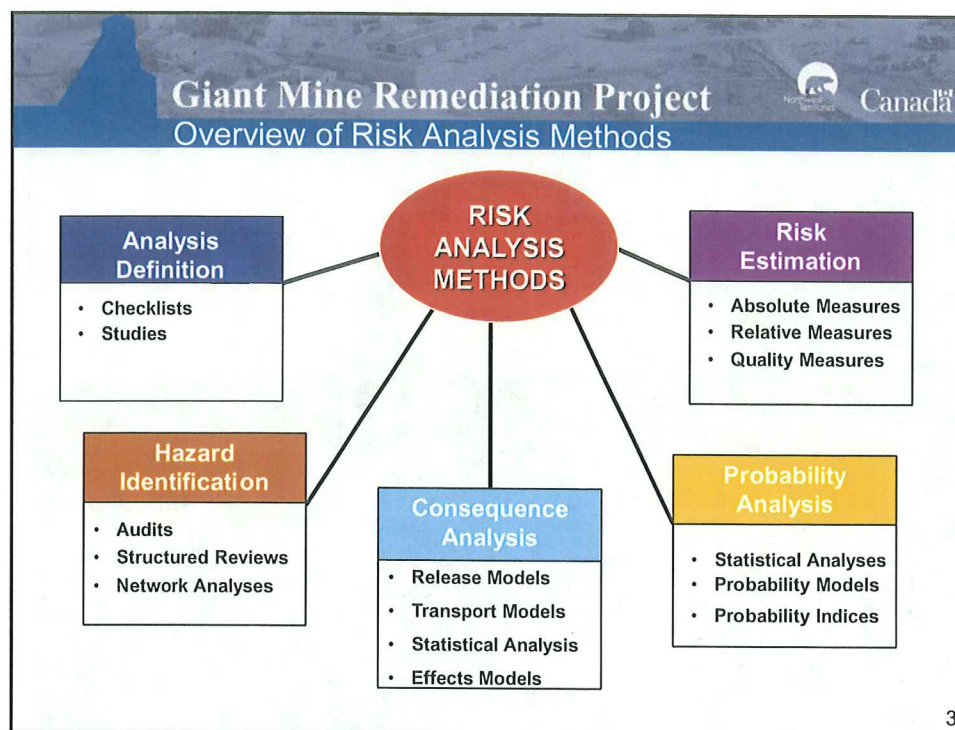 Giant Mine Remediation Project
Northwest
Territories
Canada
Overview of Risk Analysis Methods
RISK
ANALYSIS
METHODS
Analysis
Definition
• Checklists
• Studies
Risk
Estimation
• Absolute Measures
• Relative Measures
• Quality Measures
Hazard
Identification
• Audits
• Structured Reviews
• Network Analyses
Consequence
Analysis
• Release Models
• Transport Models
• Statistical Analysis
• Effects Models
Probability
Analysis
• Statistical Analyses
• Probability Models
• Probability Indices
3